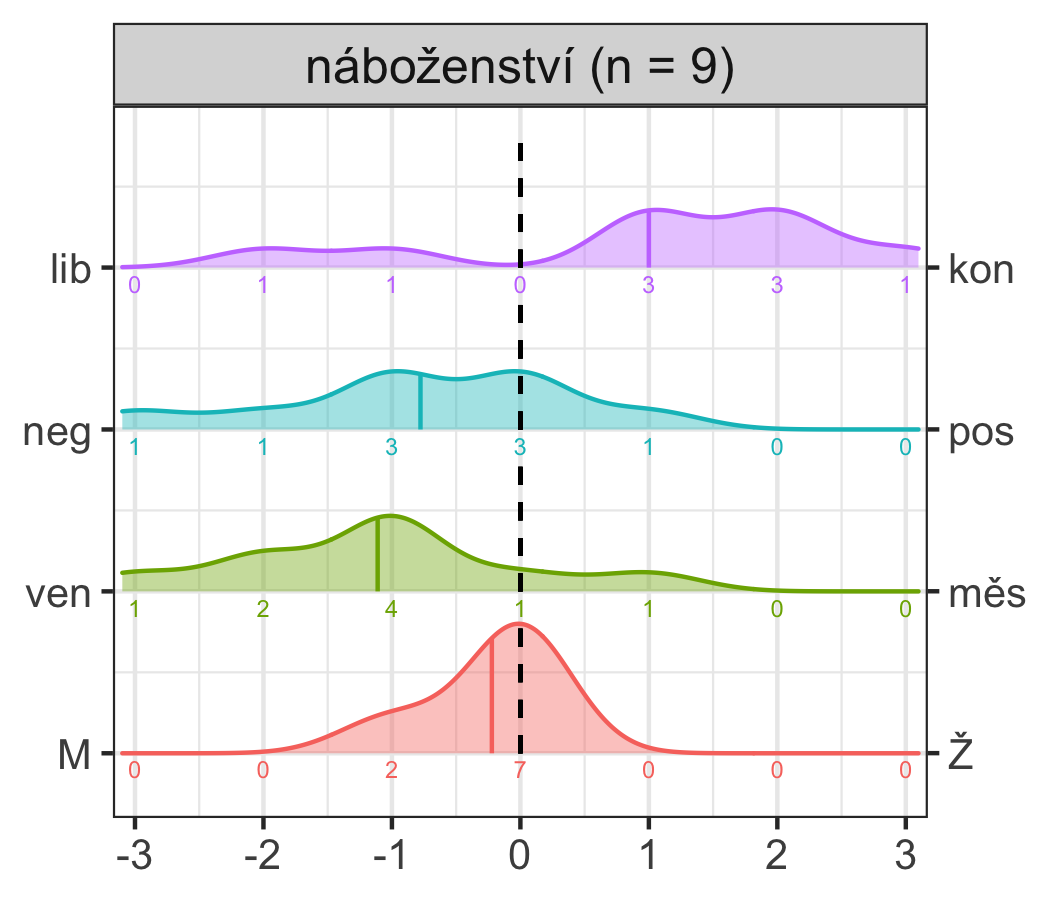 náboženství (n = 9)
lib kon
0 1 1 0 3 3 1
neg pos
1 1 3 3 1 0 0
ven měs
1 2 4 1 1 0 0
M Ž
0 0 2 7 0 0 0
-3 -2 -1 0 1 2 3